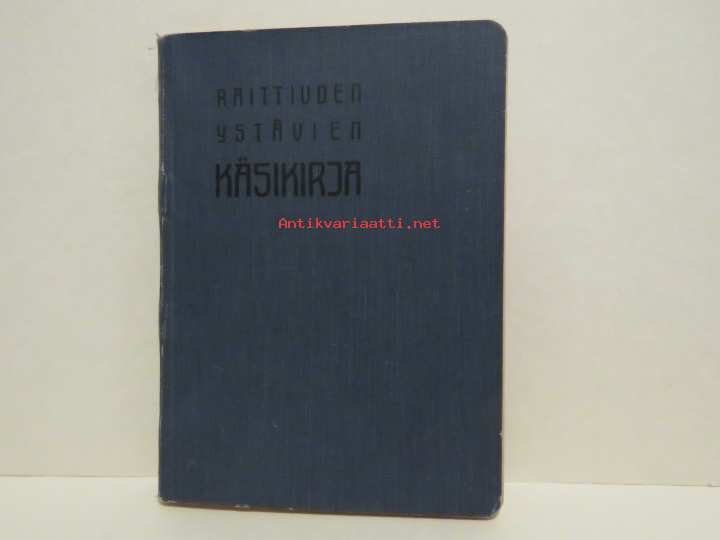 RAITTIUDEN
YSTÄVIEN
KÄSIKIRJA
Antikvariaatti.net